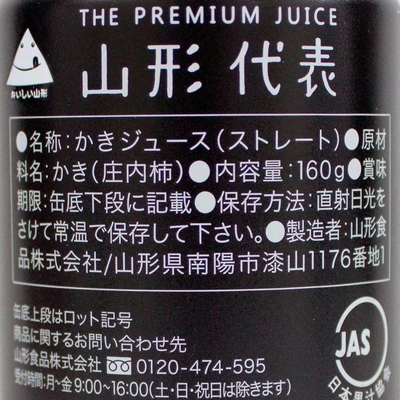 THE PREMIUM JUICE
山形代表
おいしい山形
●名称:かきジュース(ストレート)●原材
料名:かき(庄内柿)●内容量:160g●賞味
期限:缶底下段に記載●保存方法:直射日光を
さけて常温で保存して下さい。●製造者:山形食
品株式会社/山形県南陽市漆山1176番地1
缶底上段はロット記号
商品に関するお問い合わせ先
山形食品株式会社 0120-474-595
受付時間:月~金9:00~16:00(土・日・祝日は除きます)
JAS
日本果汁協会